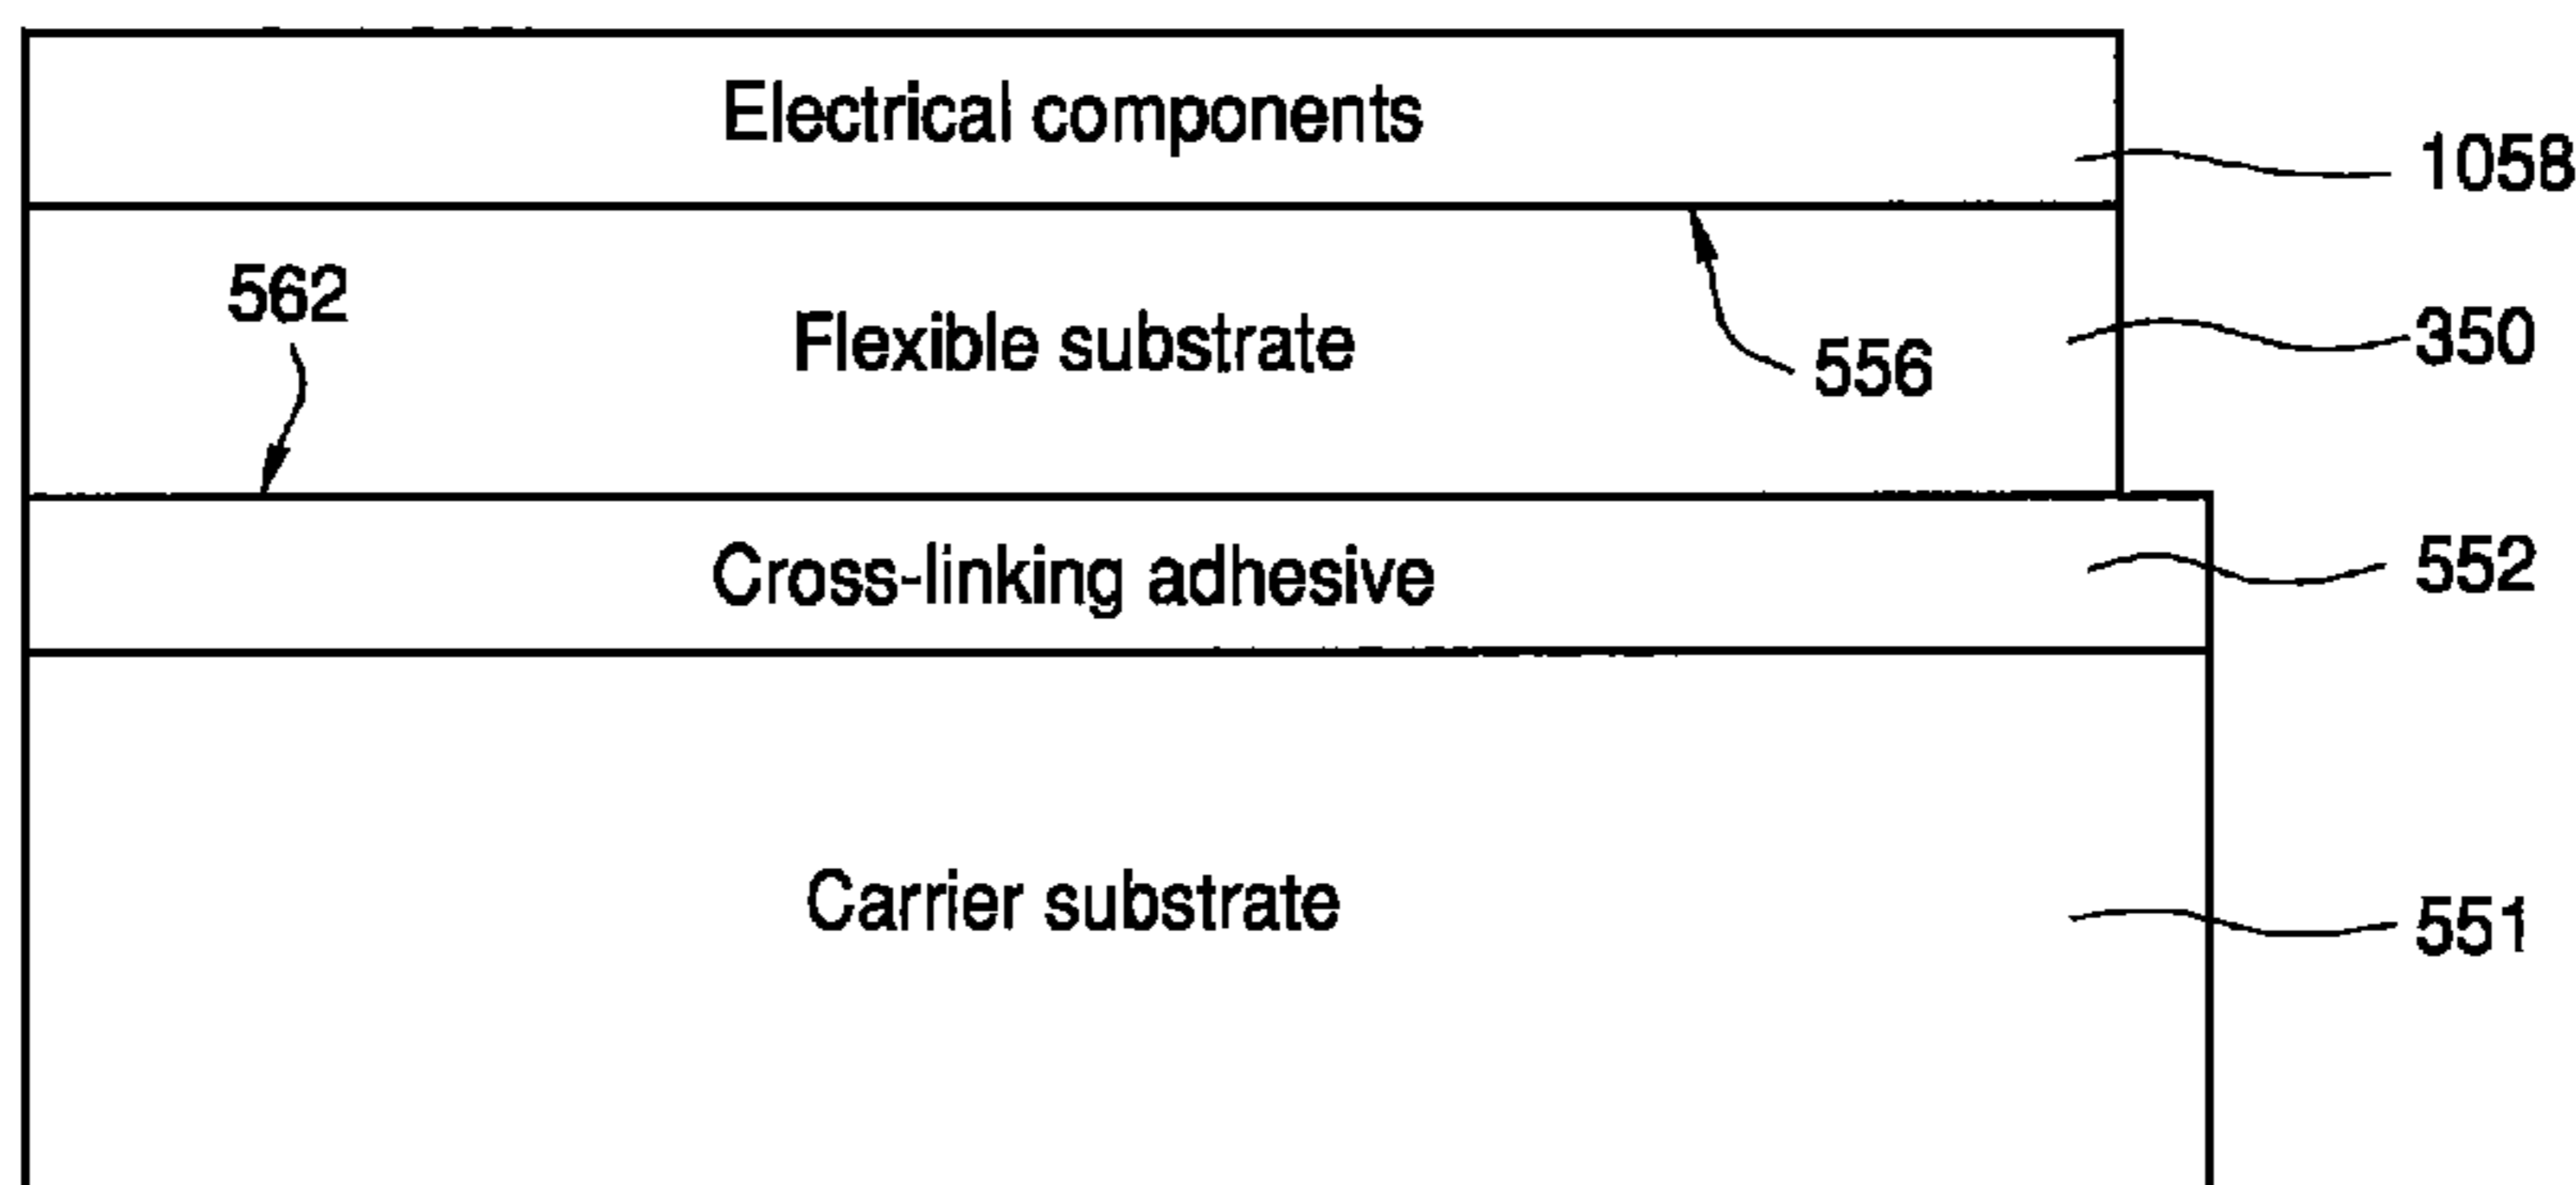 Electrical components
1058
562
Flexible substrate
556
350
Cross-linking adhesive
552
Carrier substrate
551